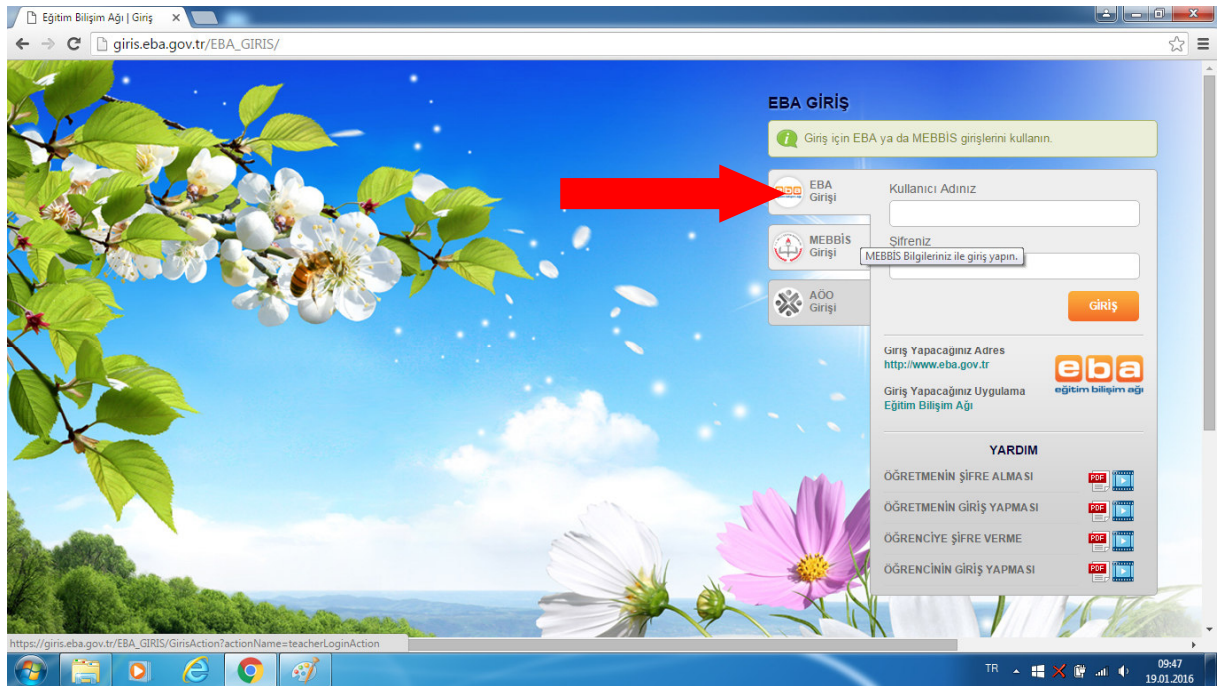 Eğitim Bilişim Ağı | Giriş
giris.eba.gov.tr/EBA_GIRIS/
EBA GİRİŞ
Giriş için EBA ya da MEBBİS girişlerini kullanın.
EBA
Girişi
Kullanıcı Adınız
MEBBİS
Girişi
Şifreniz
MEBBİS Bilgileriniz ile giriş yapın.
AÖO
Girişi
GİRİŞ
Giriş Yapacağınız Adres
http://www.eba.gov.tr
Giriş Yapacağınız Uygulama
Eğitim Bilişim Ağı
eba
eğitim bilişim ağı
YARDIM
ÖĞRETMENİN ŞİFRE ALMASI
PDF
ÖĞRETMENİN GİRİŞ YAPMASI
PDF
ÖĞRENCİYE ŞİFRE VERME
PDF
ÖĞRENCİNİN GİRİŞ YAPMASI
PDF
https://giris.eba.gov.tr/EBA_GIRIS/GirisAction?actionName=teacherLoginAction
TR
09:47
19.01.2016